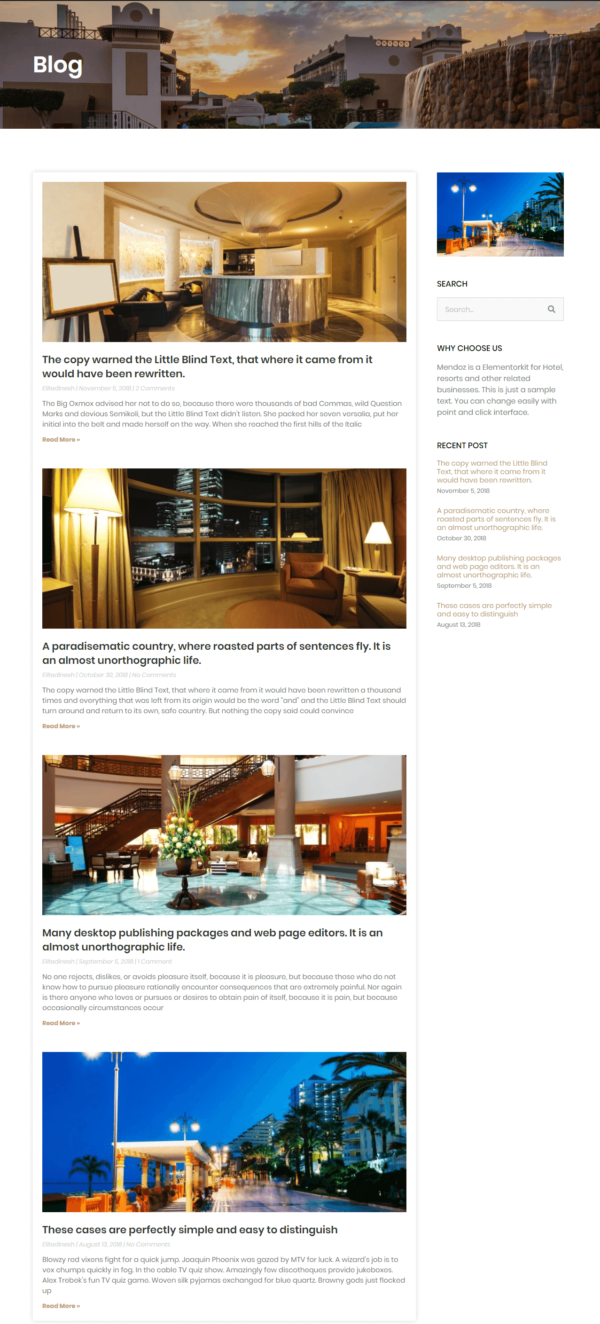 Blog
The copy warned the Little Blind Text, that where it came from it
would have been rewritten.
Elitedinesh | November 5, 2018 | 2 Comments
The Big Oxmox advised her not to do so, because there were thousands of bad Commas, wild Question
Marks and devious Semikoli, but the Little Blind Text didn't listen. She packed her seven versalia, put her
initial into the belt and made herself on the way. When she reached the first hills of the Italic
Read More »
A paradisematic country, where roasted parts of sentences fly. It is
an almost unorthographic life.
Elitedinesh | October 30, 2018 | No Comments
The copy warned the Little Blind Text, that where it came from it would have been rewritten a thousand
times and everything that was left from its origin would be the word "and" and the Little Blind Text should
turn around and return to its own, safe country. But nothing the copy said could convince
Read More »
Many desktop publishing packages and web page editors. It is an
almost unorthographic life.
Elitedinesh | September 5, 2018 | 1 Comment
No one rejects, dislikes, or avoids pleasure itself, because it is pleasure, but because those who do not
know how to pursue pleasure rationally encounter consequences that are extremely painful. Nor again
is there anyone who loves or pursues or desires to obtain pain of itself, because it is pain, but because
occasionally circumstances occur
Read More »
These cases are perfectly simple and easy to distinguish
Elitedinesh | August 13, 2018 | No Comments
Blowzy red vixens fight for a quick jump. Joaquin Phoenix was gazed by MTV for luck. A wizard's job is to
vex chumps quickly in fog. In the cable TV quiz show. Amazingly few discotheques provide jukeboxes.
Alex Trebek's fun TV quiz game. Woven silk pyjamas exchanged for blue quartz. Brawny gods just flocked
up
Read More »
SEARCH
Search...
WHY CHOOSE US
Mendoz is a Elementorkit for Hotel,
resorts and other related
businesses. This is just a sample
text. You can change easily with
point and click interface.
RECENT POST
The copy warned the Little Blind
Text, that where it came from it
would have been rewritten.
November 5, 2018
A paradisematic country, where
roasted parts of sentences fly. It is
an almost unorthographic life.
October 30, 2018
Many desktop publishing packages
and web page editors. It is an
almost unorthographic life.
September 5, 2018
These cases are perfectly simple
and easy to distinguish
August 13, 2018